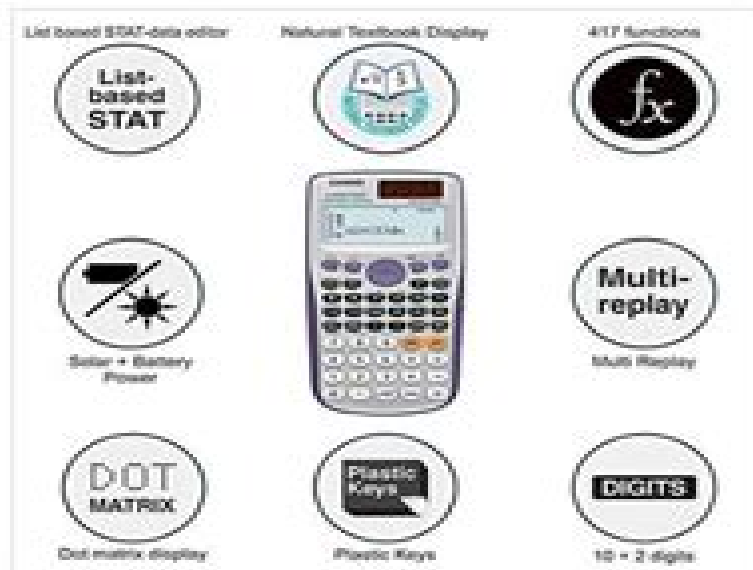 List based STAT-data editor
Natural Textbook Display
417 functions
List-
based
STAT
fx
CASIO
Multi-
replay
Solar + Battery
Power
Multi Replay
DOT
MATRIX
Plastic
Keys
DIGITS
Dot matrix display
Plastic Keys
10 + 2 digits